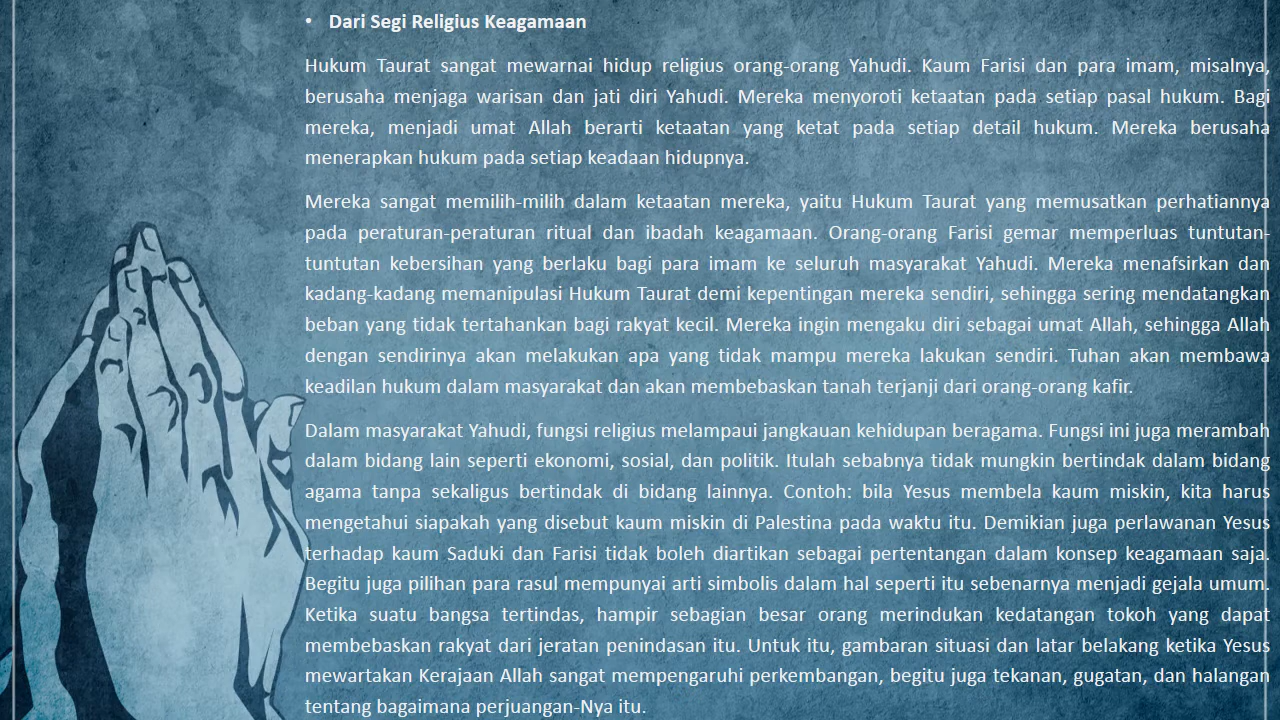 • Dari Segi Religius Keagamaan
Hukum Taurat sangat mewarnai hidup religius orang-orang Yahudi. Kaum Farisi dan para imam, misalnya,
berusaha menjaga warisan dan jati diri Yahudi. Mereka menyoroti ketaatan pada setiap pasal hukum. Bagi
mereka, menjadi umat Allah berarti ketaatan yang ketat pada setiap detail hukum. Mereka berusaha
menerapkan hukum pada setiap keadaan hidupnya.
Mereka sangat memilih-milih dalam ketaatan mereka, yaitu Hukum Taurat yang memusatkan perhatiannya
pada peraturan-peraturan ritual dan ibadah keagamaan. Orang-orang Farisi gemar memperluas tuntutan-
tuntutan kebersihan yang berlaku bagi para imam ke seluruh masyarakat Yahudi. Mereka menafsirkan dan
kadang-kadang memanipulasi Hukum Taurat demi kepentingan mereka sendiri, sehingga sering mendatangkan
beban yang tidak tertahankan bagi rakyat kecil. Mereka ingin mengaku diri sebagai umat Allah, sehingga Allah
dengan sendirinya akan melakukan apa yang tidak mampu mereka lakukan sendiri. Tuhan akan membawa
keadilan hukum dalam masyarakat dan akan membebaskan tanah terjanji dari orang-orang kafir.
Dalam masyarakat Yahudi, fungsi religius melampaui jangkauan kehidupan beragama. Fungsi ini juga merambah
dalam bidang lain seperti ekonomi, sosial, dan politik. Itulah sebabnya tidak mungkin bertindak dalam bidang
agama tanpa sekaligus bertindak di bidang lainnya. Contoh: bila Yesus membela kaum miskin, kita harus
mengetahui siapakah yang disebut kaum miskin di Palestina pada waktu itu. Demikian juga perlawanan Yesus
terhadap kaum Saduki dan Farisi tidak boleh diartikan sebagai pertentangan dalam konsep keagamaan saja.
Begitu juga pilihan para rasul mempunyai arti simbolis dalam hal seperti itu sebenarnya menjadi gejala umum.
Ketika suatu bangsa tertindas, hampir sebagian besar orang merindukan kedatangan tokoh yang dapat
membebaskan rakyat dari jeratan penindasan itu. Untuk itu, gambaran situasi dan latar belakang ketika Yesus
mewartakan Kerajaan Allah sangat mempengaruhi perkembangan, begitu juga tekanan, gugatan, dan halangan
tentang bagaimana perjuangan-Nya itu.